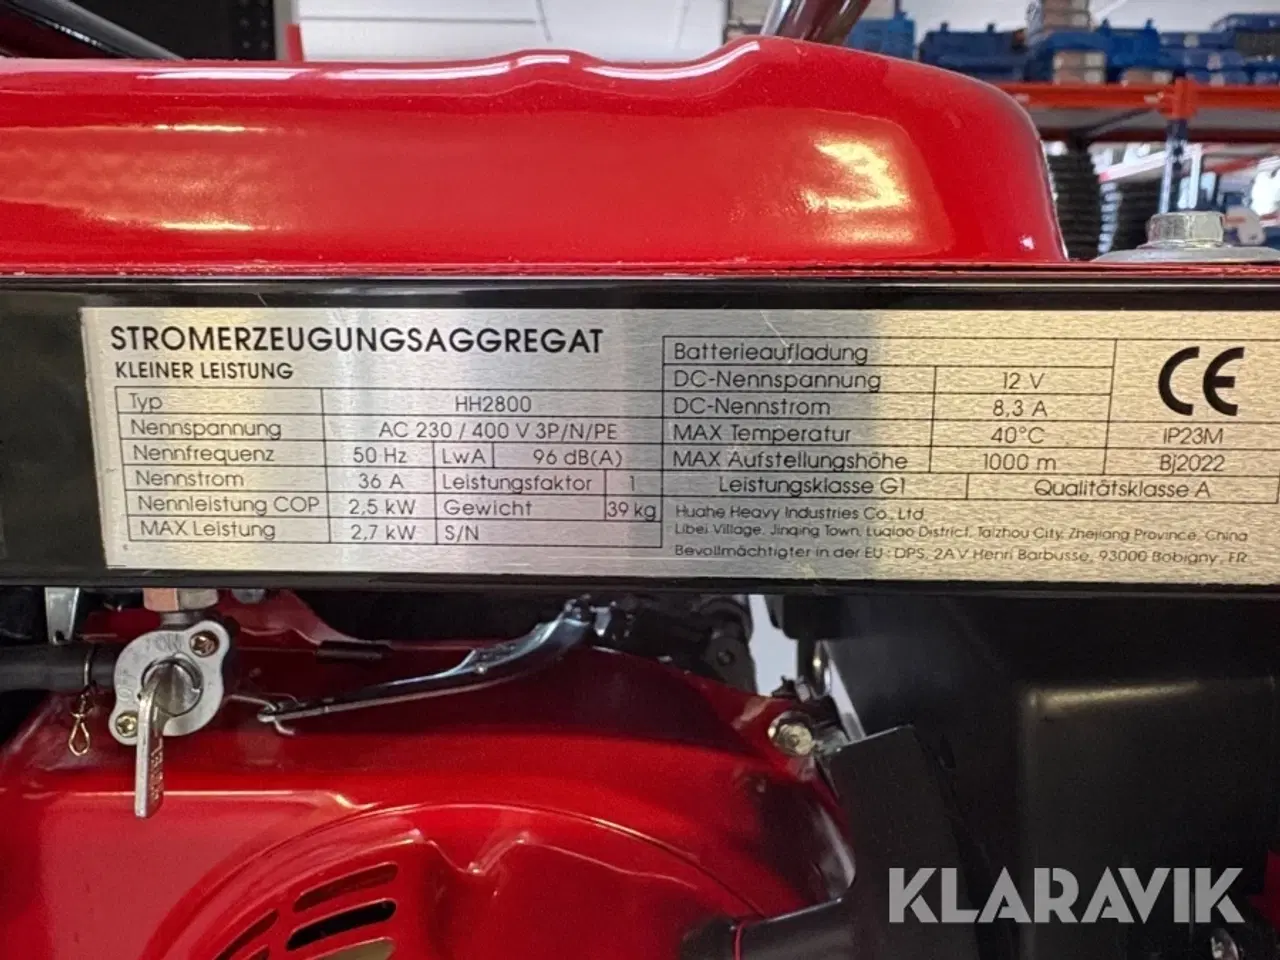 STROMERZEUGUNGSAGGREGAT
KLEINER LEISTUNG
Typ HH2800
Nennspannung AC 230 / 400 V 3P/N/PE
Nennfrequenz 50 Hz LwA 96 dB(A)
Nennstrom 36 A Leistungsfaktor 1
Nennleistung COP 2,5 kW Gewicht 39 kg
MAX Leistung 2,7 kW S/N
Batterieaufladung
DC-Nennspannung 12 V
DC-Nennstrom 8,3 A
MAX Temperatur 40°C
MAX Aufstellungshöhe 1000 m
CE
IP23M
Bj2022
Leistungsklasse G1 Qualitätsklasse A
Huahe Heavy Industries Co., Ltd.
Libei Village, Jinqing Town, Luqiao District, Taizhou City, Zhejiang Province, China
Bevollmächtigter in der EU: DPS, 2AV Henri Barbusse, 93000 Bobigny, FR
KLARAVIK